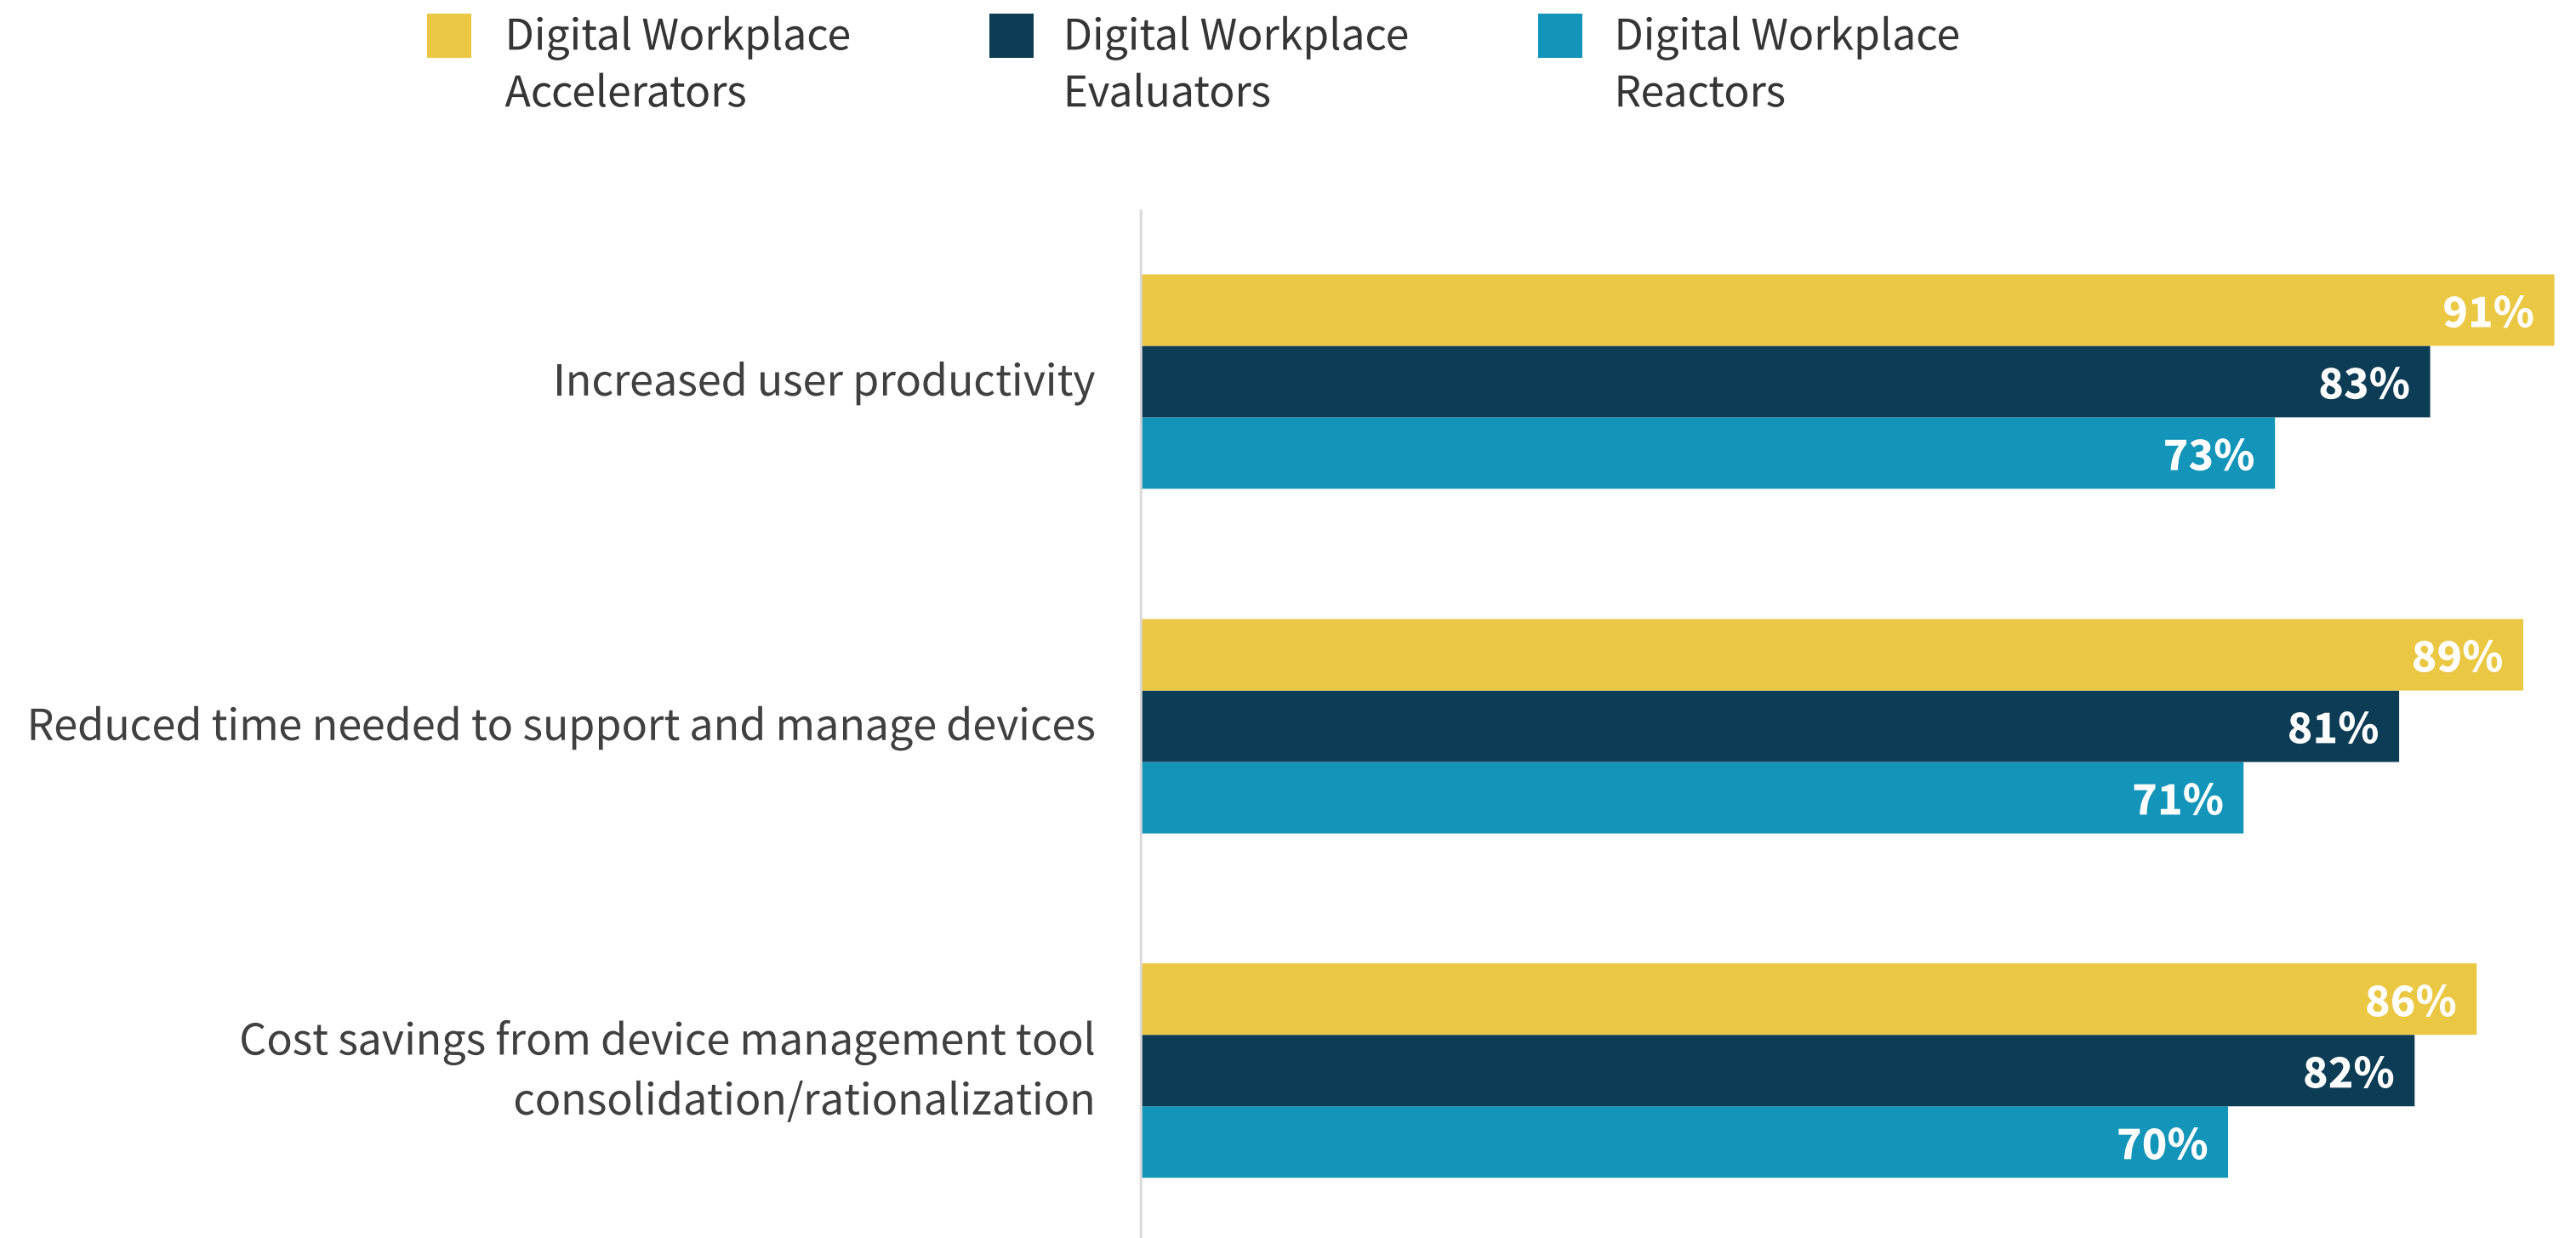 Digital Workplace
Accelerators
Digital Workplace
Evaluators
Digital Workplace
Reactors
Increased user productivity
91%
83%
73%
Reduced time needed to support and manage devices
89%
81%
71%
Cost savings from device management tool
consolidation/rationalization
86%
82%
70%